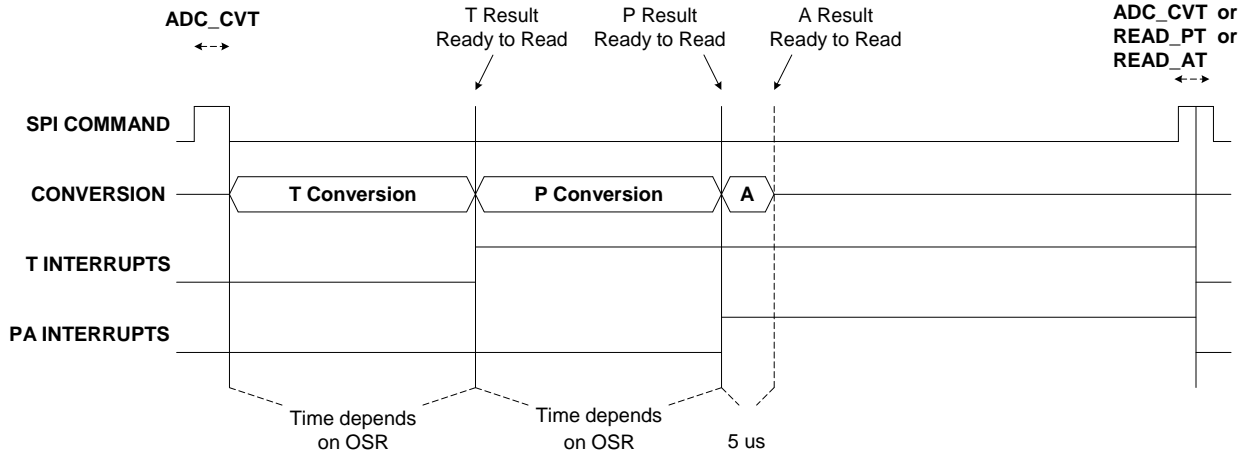 ADC_CVT
T Result
Ready to Read
P Result
Ready to Read
A Result
Ready to Read
ADC_CVT or
READ_PT or
READ_AT
SPI COMMAND
CONVERSION
T Conversion
P Conversion
A
T INTERRUPTS
PA INTERRUPTS
Time depends
on OSR
Time depends
on OSR
5 us